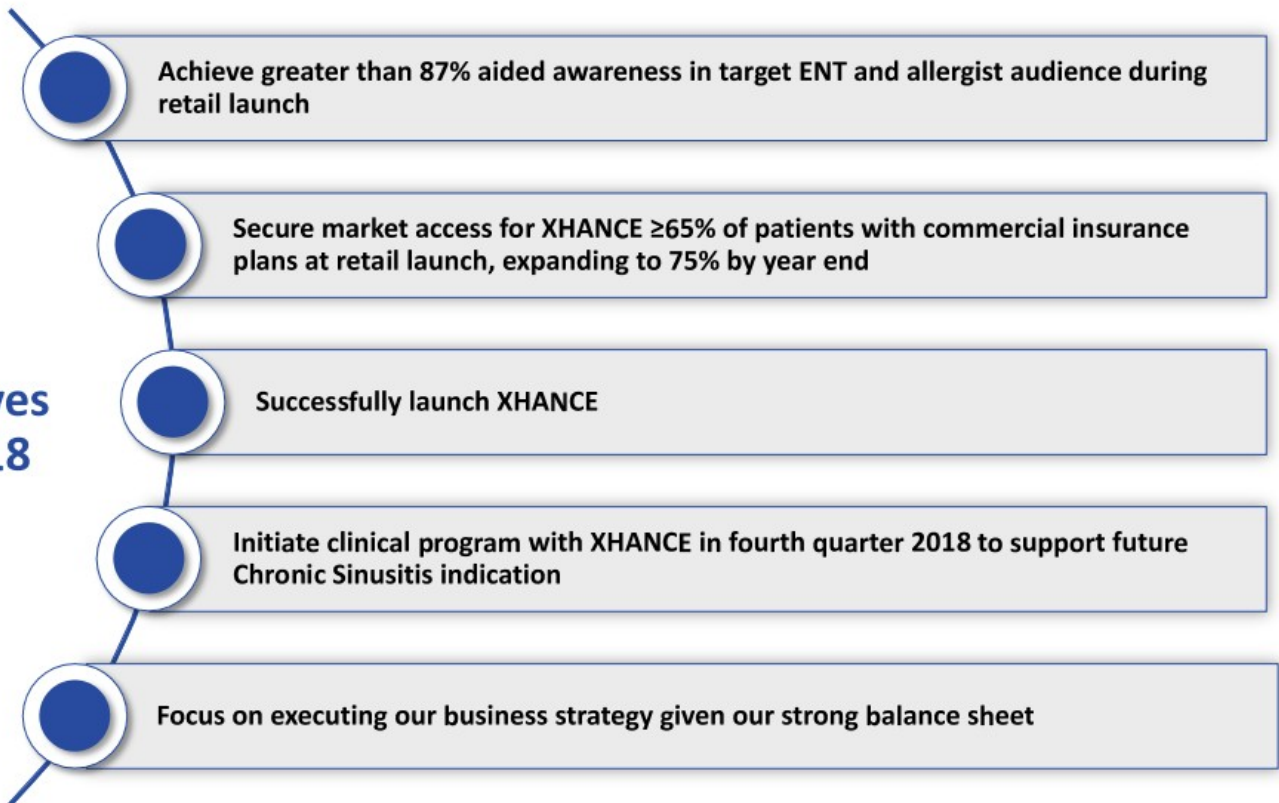 Achieve greater than 87% aided awareness in target ENT and allergist audience during
retail launch
Secure market access for XHANCE ≥65% of patients with commercial insurance
plans at retail launch, expanding to 75% by year end
Successfully launch XHANCE
Initiate clinical program with XHANCE in fourth quarter 2018 to support future
Chronic Sinusitis indication
Focus on executing our business strategy given our strong balance sheet